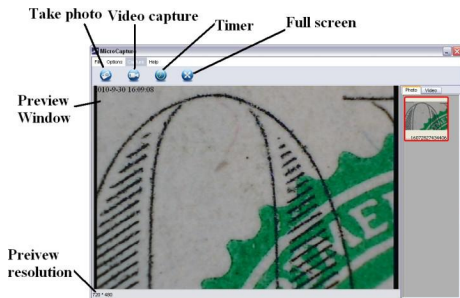 Take photo
Video capture
Timer
Full screen
MicroCapture
File Options Help
Preview
Window
2010-9-30 16:09:08
Photo Video
Preivew
resolution
720 * 480